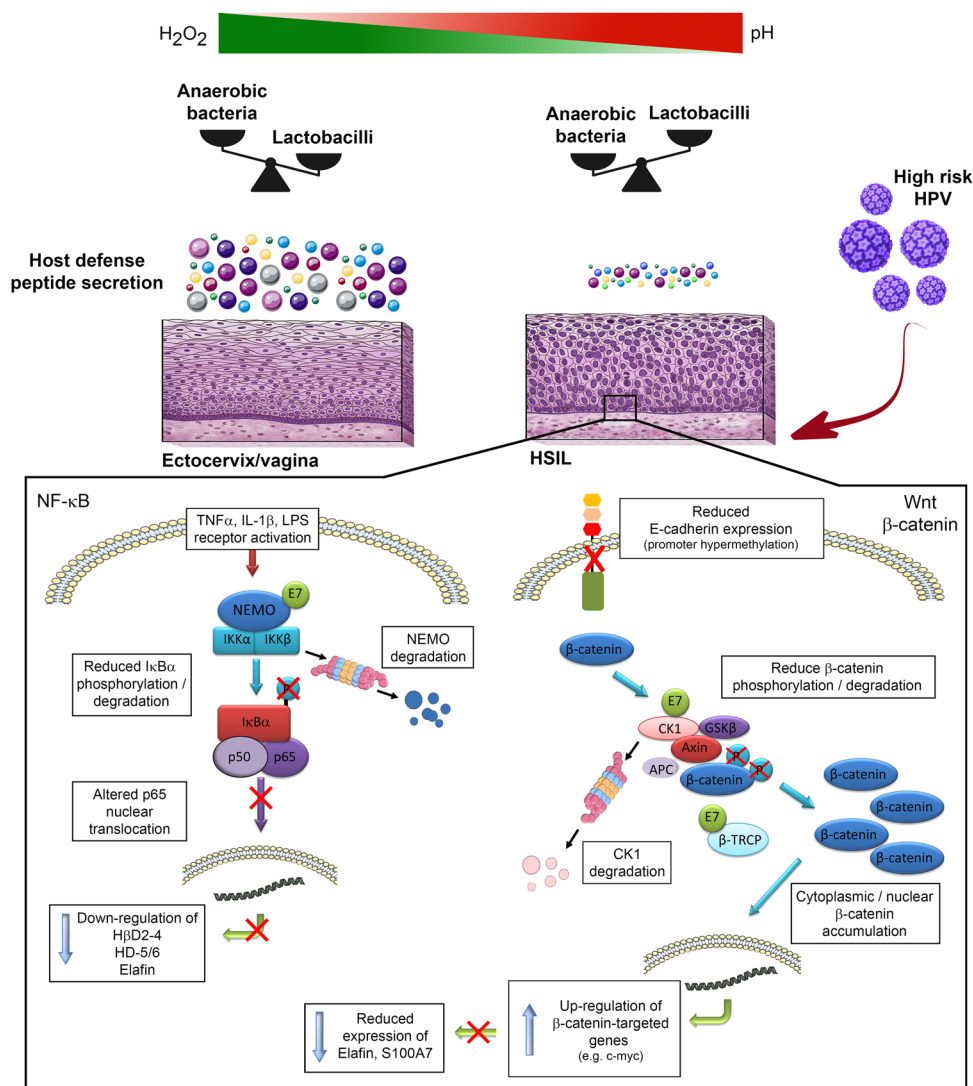 H2O2
pH
Anaerobic
bacteria
Lactobacilli
Anaerobic
bacteria
Lactobacilli
High risk
HPV
Host defense
peptide secretion
Ectocervix/vagina
HSIL
NF-κB
TNFα, IL-1β, LPS
receptor activation
E7
NEMO
IKKα
IKKβ
NEMO
degradation
Reduced IκBα
phosphorylation /
degradation
P
IκBα
p50
p65
Altered p65
nuclear
translocation
Down-regulation of
HβD2-4
HD-5/6
Elafin
Wnt
β-catenin
Reduced
E-cadherin expression
(promoter hypermethylation)
β-catenin
Reduce β-catenin
phosphorylation / degradation
E7
CK1
GSKβ
Axin
APC
P
P
β-catenin
E7
β-TRCP
β-catenin
β-catenin
β-catenin
β-catenin
CK1
degradation
Cytoplasmic / nuclear
β-catenin
accumulation
Up-regulation of
β-catenin-targeted
genes
(e.g. c-myc)
Reduced
expression of
Elafin, S100A7